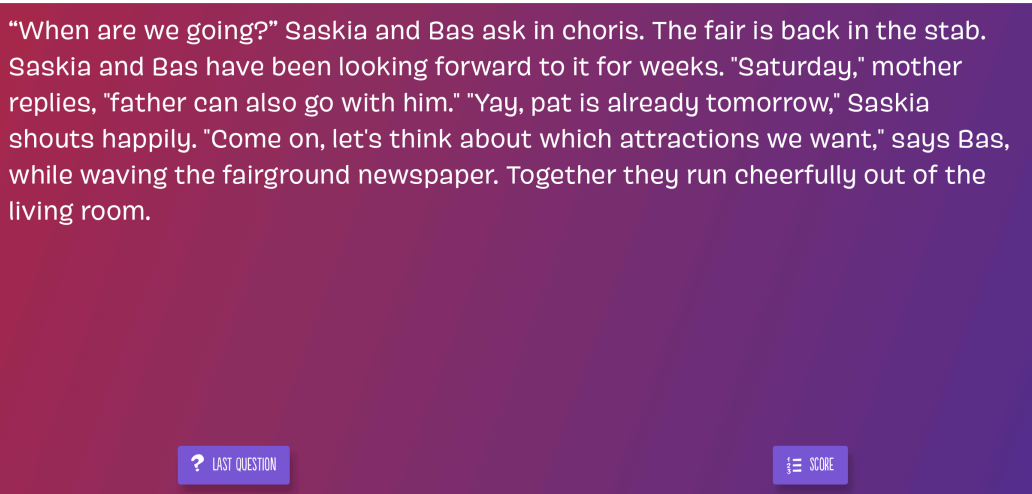 “When are we going?” Saskia and Bas ask in choris. The fair is back in the stab.
Saskia and Bas have been looking forward to it for weeks. "Saturday," mother
replies, "father can also go with him." "Yay, pat is already tomorrow," Saskia
shouts happily. "Come on, let's think about which attractions we want," says Bas,
while waving the fairground newspaper. Together they run cheerfully out of the
living room.
? LAST QUESTION
SCORE